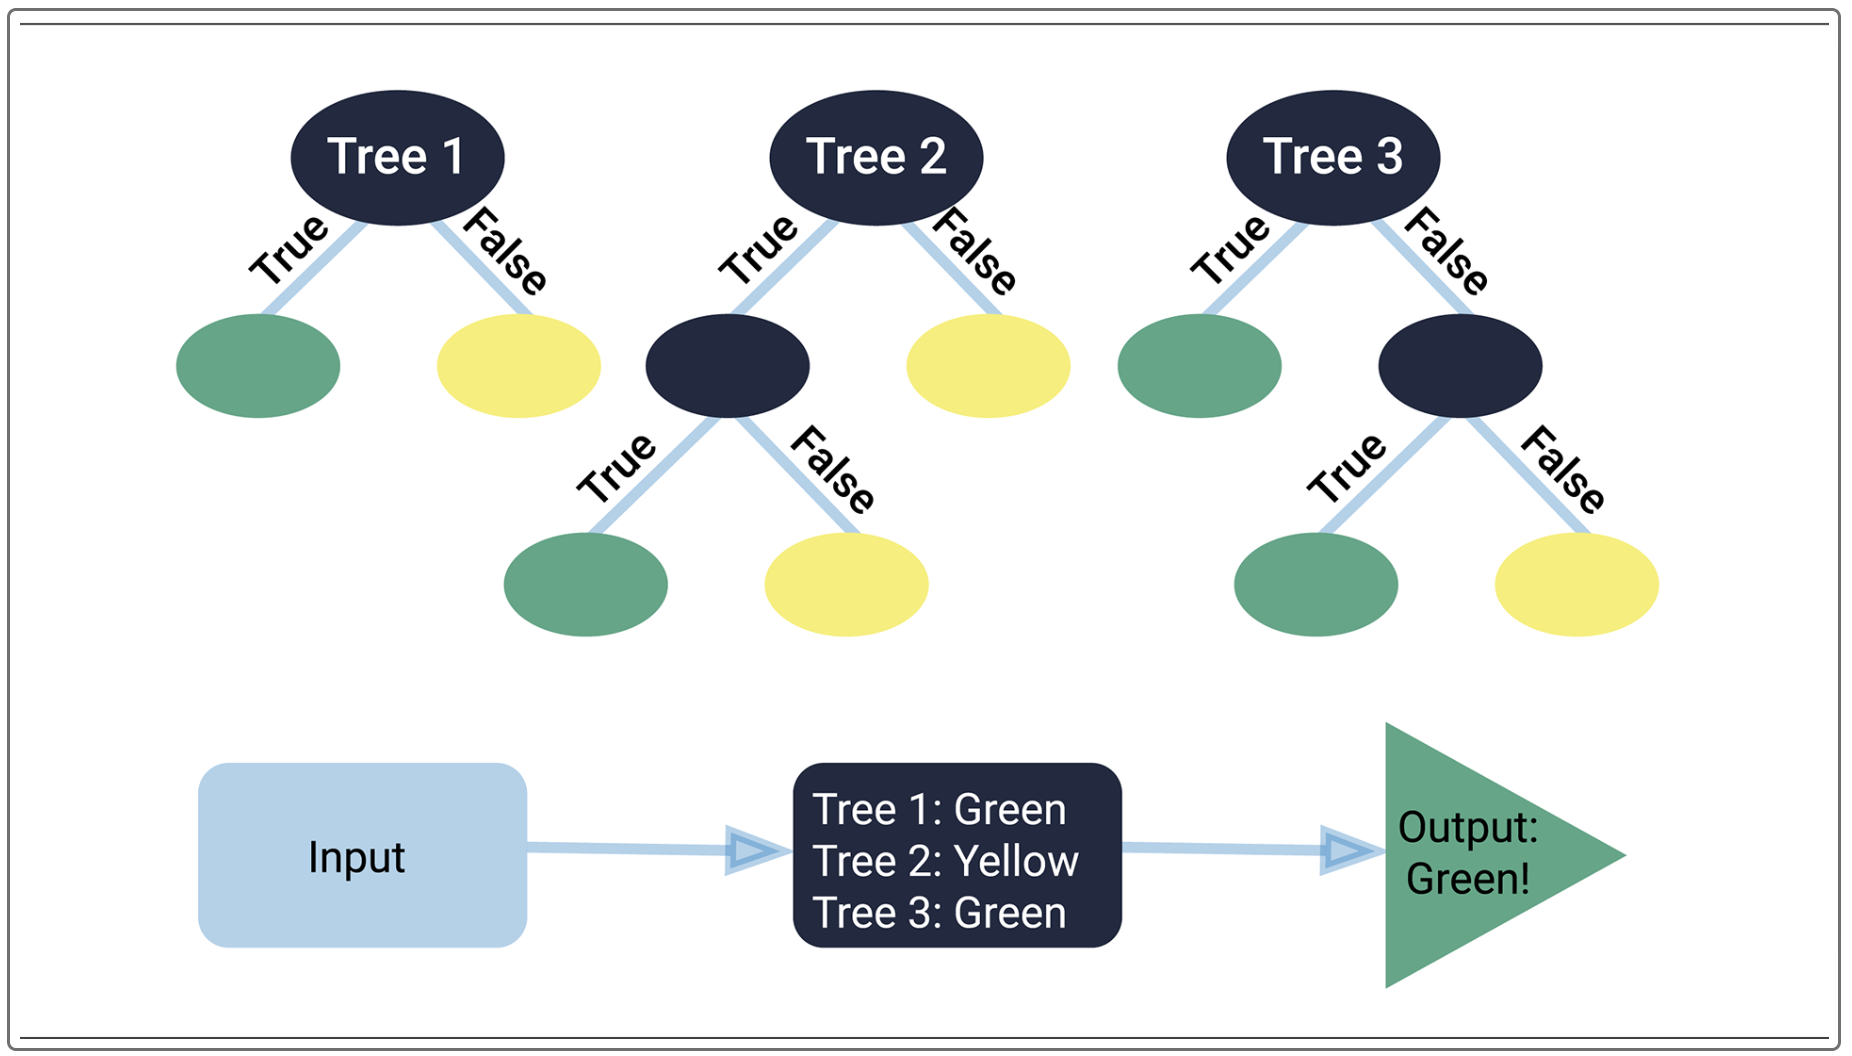 Tree 1
Tree 2
Tree 3
True
False
True
False
True
False
True
False
True
False
Input
Tree 1: Green
Tree 2: Yellow
Tree 3: Green
Output:
Green!